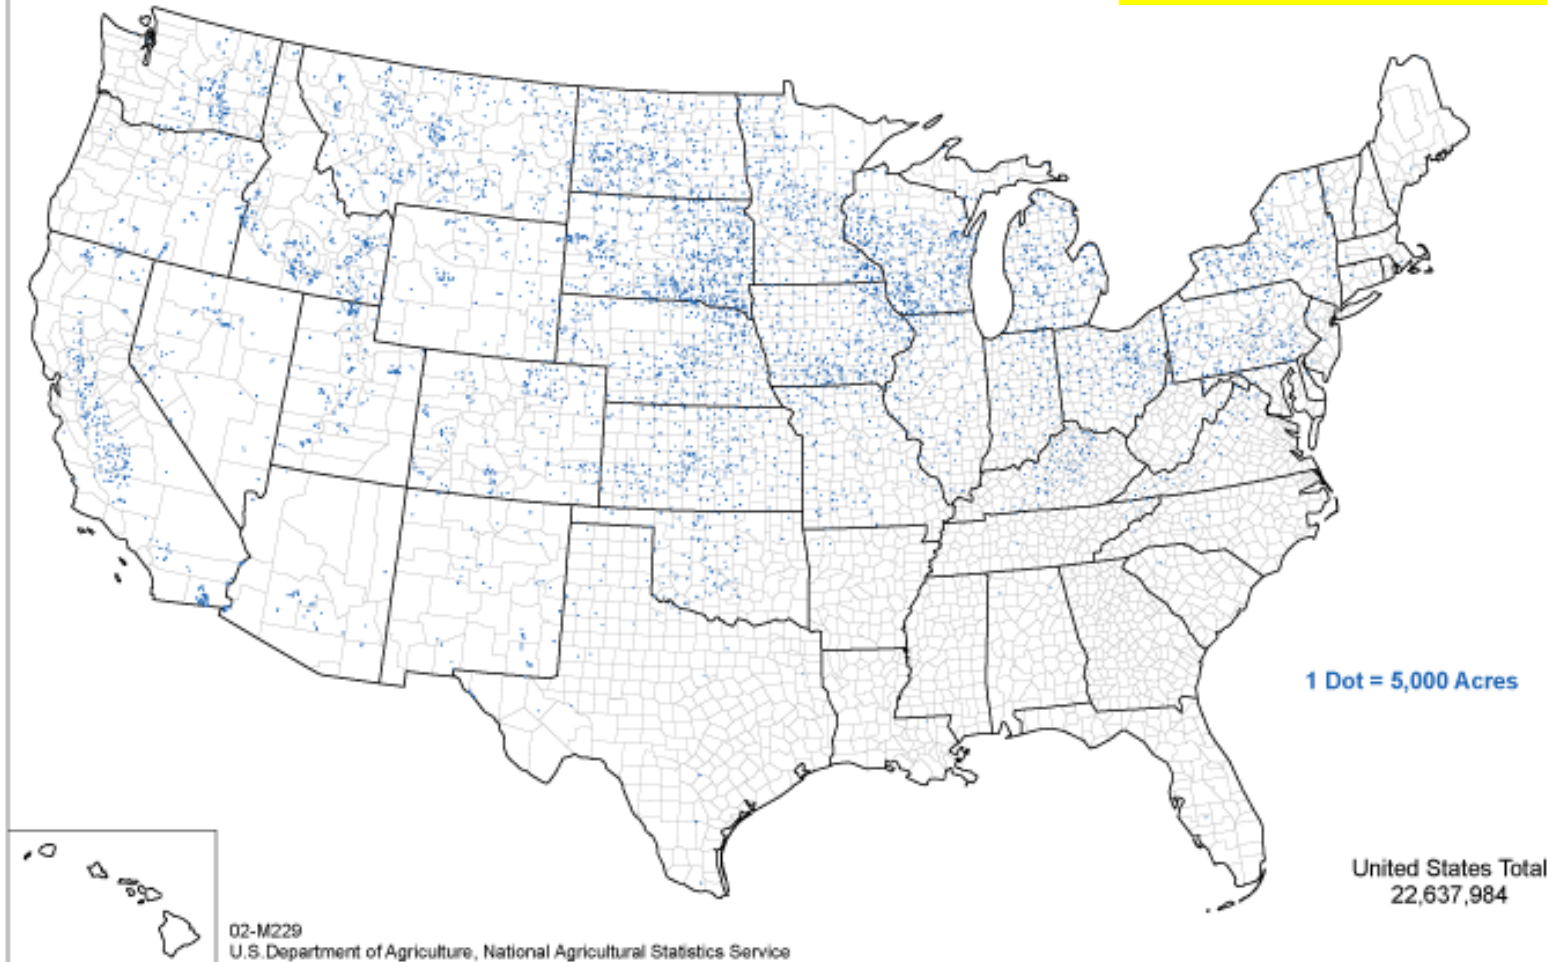 1 Dot = 5,000 Acres
United States Total
22,637,984
02-M229
U.S.Department of Agriculture, National Agricultural Statistics Service